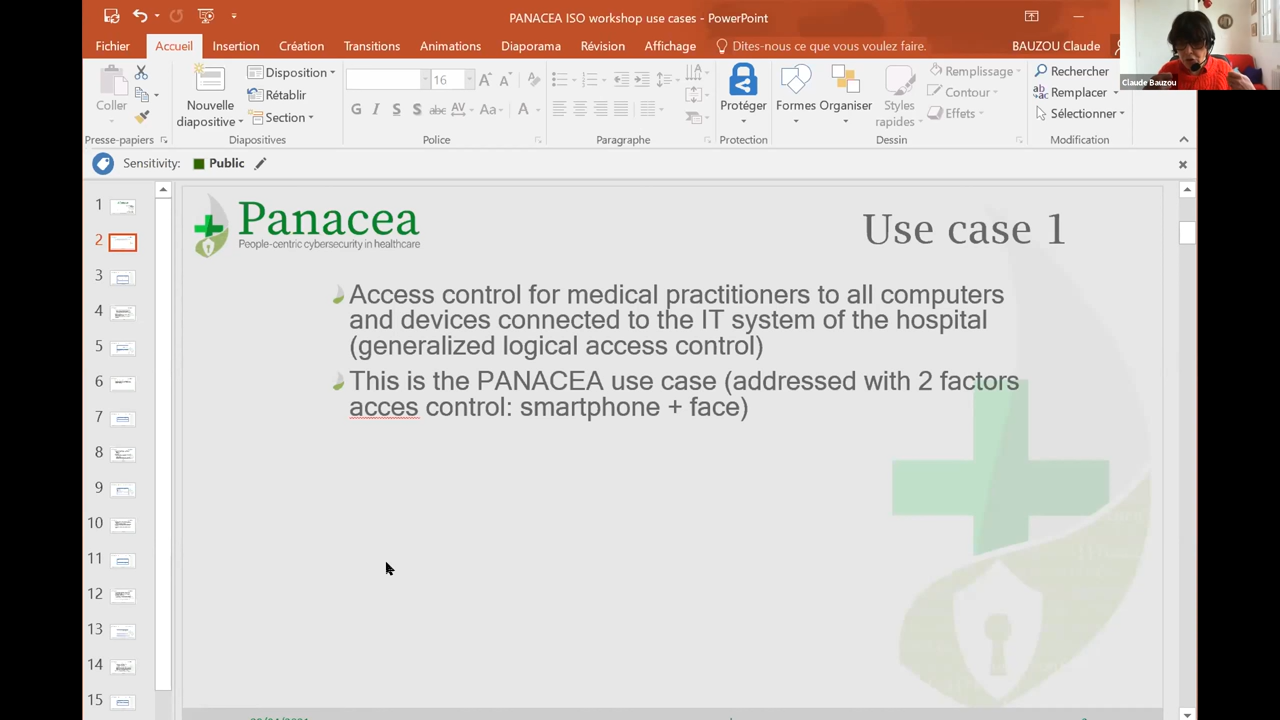 PANACEA ISO workshop use cases - PowerPoint
Fichier Accueil Insertion Création Transitions Animations Diaporama Révision Affichage Dites-nous ce que vous voulez faire. BAUZOU Claude
Claude Bauzou
Coller
Presse-papiers
Nouvelle
diapositive
Disposition
Rétablir
Section
Diapositives
16
G I S S abc AV Aa A
Police
Paragraphe
Protéger
Protection
Formes
Organiser
Styles
rapides
Remplissage
Contour
Effets
Dessin
Rechercher
Remplacer
Sélectionner
Modification
Sensitivity: Public
1
2
3
4
5
6
7
8
9
10
11
12
13
14
15
Panacea
People-centric cybersecurity in healthcare
Use case 1
Access control for medical practitioners to all computers
and devices connected to the IT system of the hospital
(generalized logical access control)
This is the PANACEA use case (addressed with 2 factors
acces control: smartphone + face)